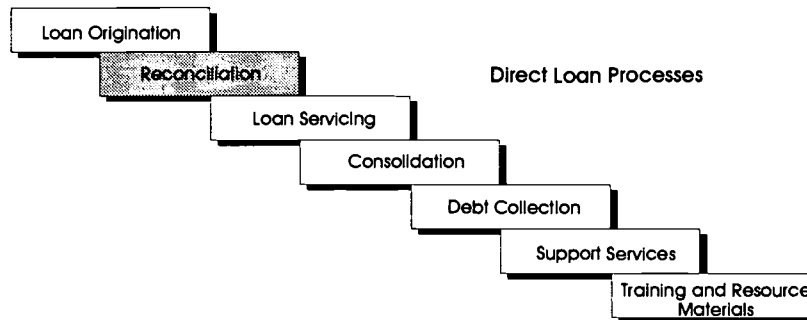 Loan Origination
Reconciliation
Direct Loan Processes
Loan Servicing
Consolidation
Debt Collection
Support Services
Training and Resource
Materials